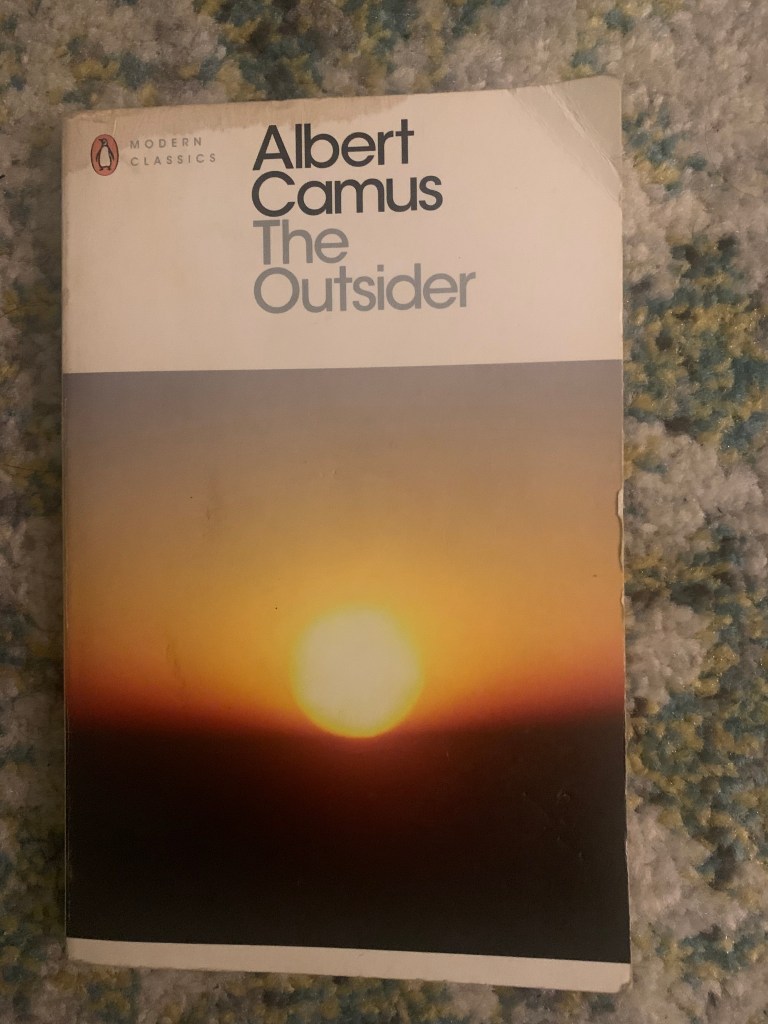 MODERN
CLASSICS
Albert
Camus
The
Outsider